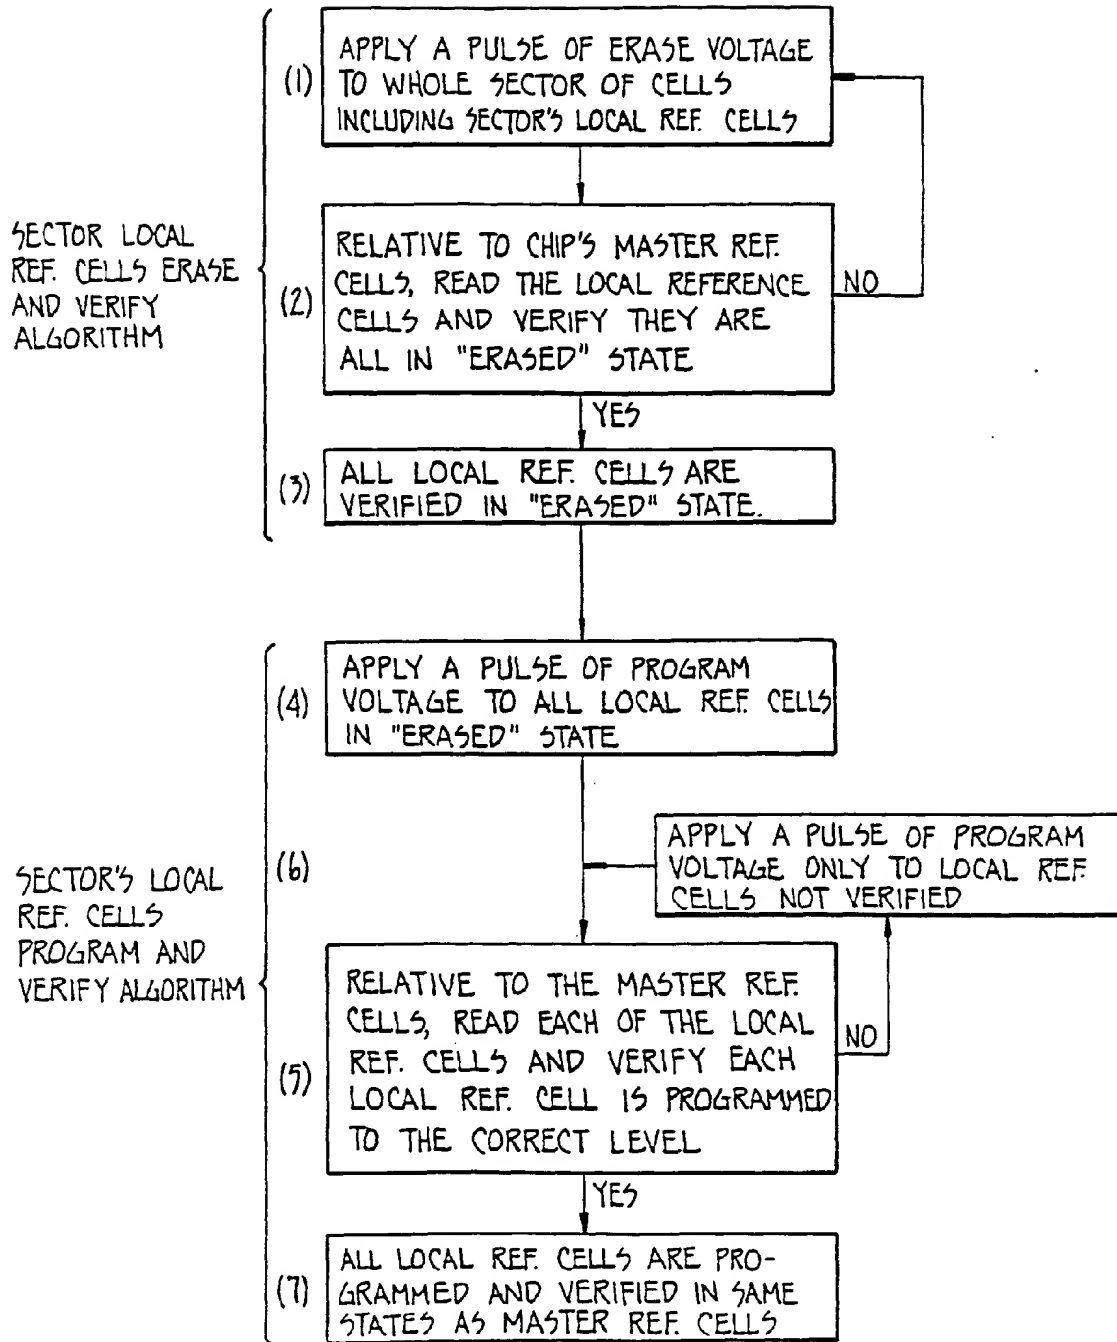 (1)
APPLY A PULSE OF ERASE VOLTAGE
TO WHOLE SECTOR OF CELLS
INCLUDING SECTOR'S LOCAL REF. CELLS
SECTOR LOCAL
REF. CELLS ERASE
AND VERIFY
ALGORITHM
(2)
RELATIVE TO CHIP'S MASTER REF.
CELLS, READ THE LOCAL REFERENCE
CELLS AND VERIFY THEY ARE
ALL IN "ERASED" STATE
NO
YES
(3)
ALL LOCAL REF. CELLS ARE
VERIFIED IN "ERASED" STATE.
(4)
APPLY A PULSE OF PROGRAM
VOLTAGE TO ALL LOCAL REF. CELLS
IN "ERASED" STATE
(6)
APPLY A PULSE OF PROGRAM
VOLTAGE ONLY TO LOCAL REF.
CELLS NOT VERIFIED
SECTOR'S LOCAL
REF. CELLS
PROGRAM AND
VERIFY ALGORITHM
(5)
RELATIVE TO THE MASTER REF.
CELLS, READ EACH OF THE LOCAL
REF. CELLS AND VERIFY EACH
LOCAL REF. CELL IS PROGRAMMED
TO THE CORRECT LEVEL
NO
YES
(7)
ALL LOCAL REF. CELLS ARE PRO-
GRAMMED AND VERIFIED IN SAME
STATES AS MASTER REF. CELLS